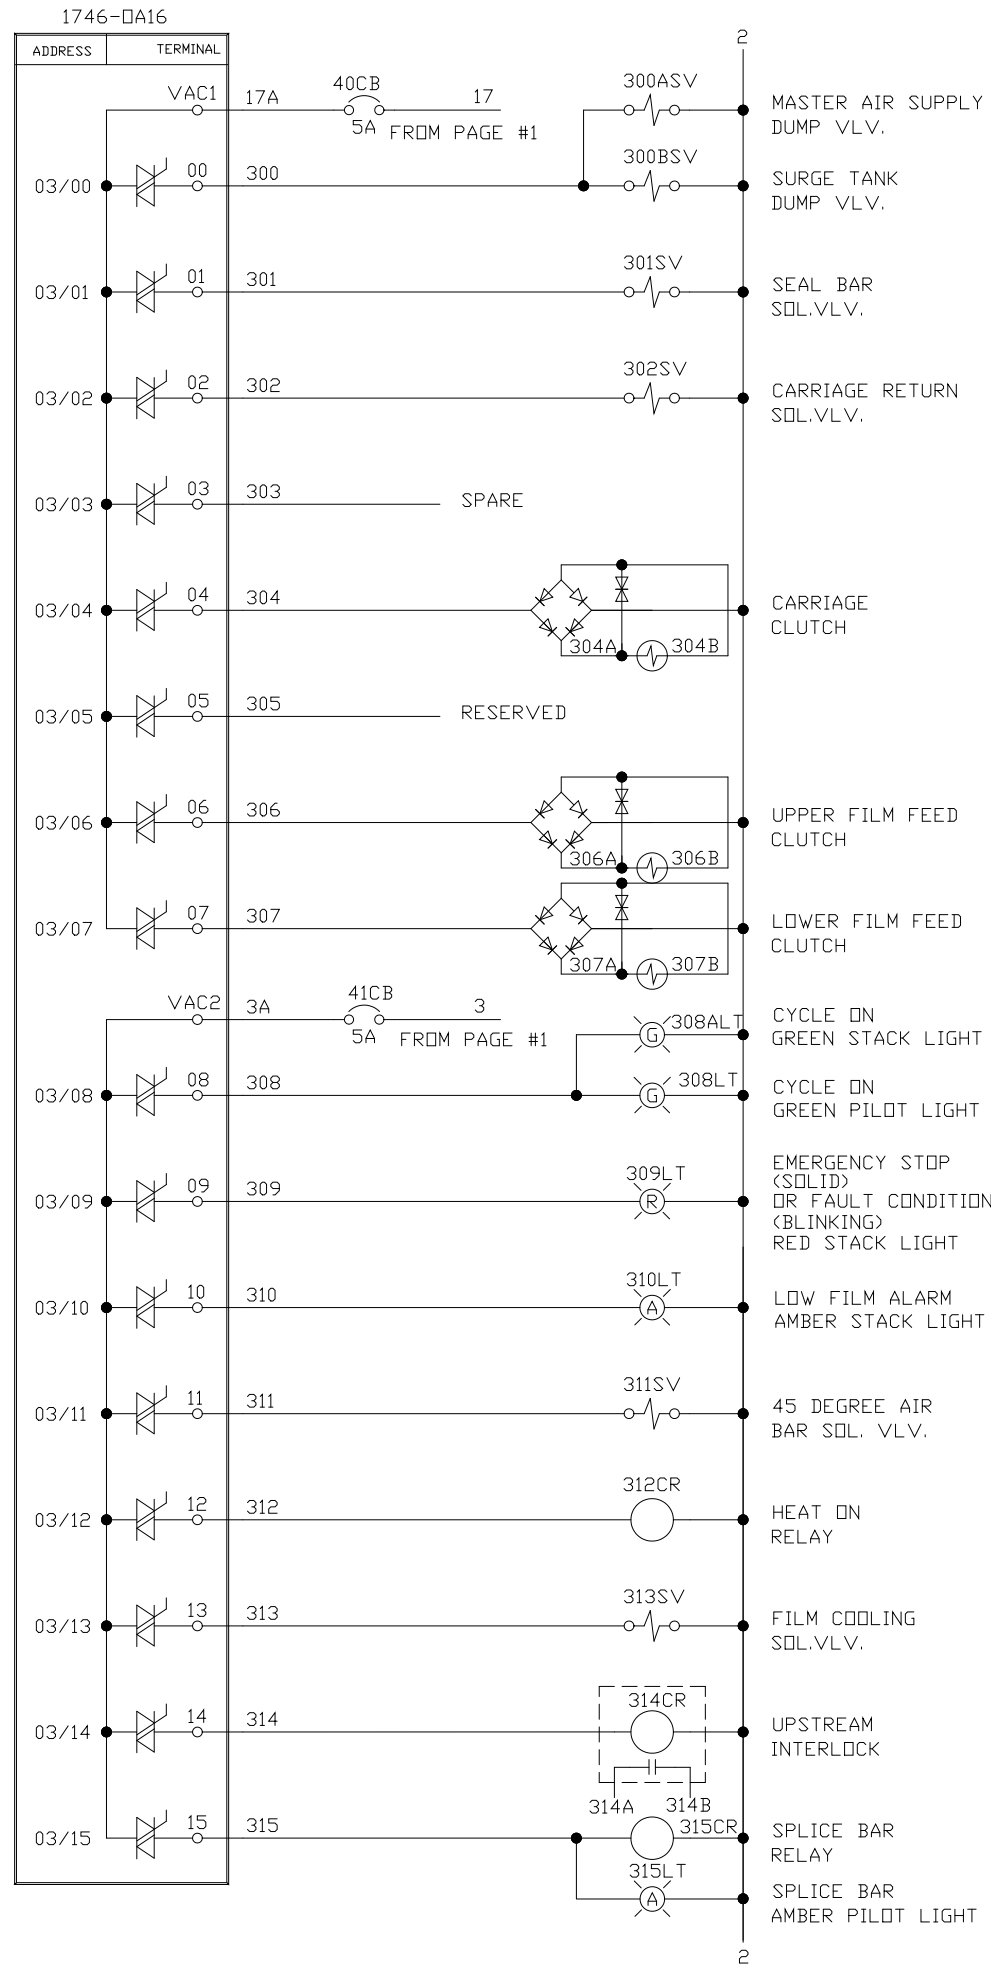 1746-OA16
ADDRESS TERMINAL
2
VAC1 17A 40CB 5A 17 FROM PAGE #1
300ASV
MASTER AIR SUPPLY
DUMP VLV.
03/00 00 300 300BSV
SURGE TANK
DUMP VLV.
03/01 01 301 301SV
SEAL BAR
SOL.VLV.
03/02 02 302 302SV
CARRIAGE RETURN
SOL.VLV.
03/03 03 303 SPARE
03/04 04 304 304A 304B
CARRIAGE
CLUTCH
03/05 05 305 RESERVED
03/06 06 306 306A 306B
UPPER FILM FEED
CLUTCH
03/07 07 307 307A 307B
LOWER FILM FEED
CLUTCH
VAC2 3A 41CB 5A 3 FROM PAGE #1
G 308ALT
CYCLE ON
GREEN STACK LIGHT
03/08 08 308 G 308LT
CYCLE ON
GREEN PILOT LIGHT
03/09 09 309 309LT R
EMERGENCY STOP
(SOLID)
OR FAULT CONDITION
(BLINKING)
RED STACK LIGHT
03/10 10 310 310LT A
LOW FILM ALARM
AMBER STACK LIGHT
03/11 11 311 311SV
45 DEGREE AIR
BAR SOL. VLV.
03/12 12 312 312CR
HEAT ON
RELAY
03/13 13 313 313SV
FILM COOLING
SOL.VLV.
03/14 14 314 314CR
UPSTREAM
INTERLOCK
314A 314B
03/15 15 315 315CR
SPLICE BAR
RELAY
315LT A
SPLICE BAR
AMBER PILOT LIGHT
2